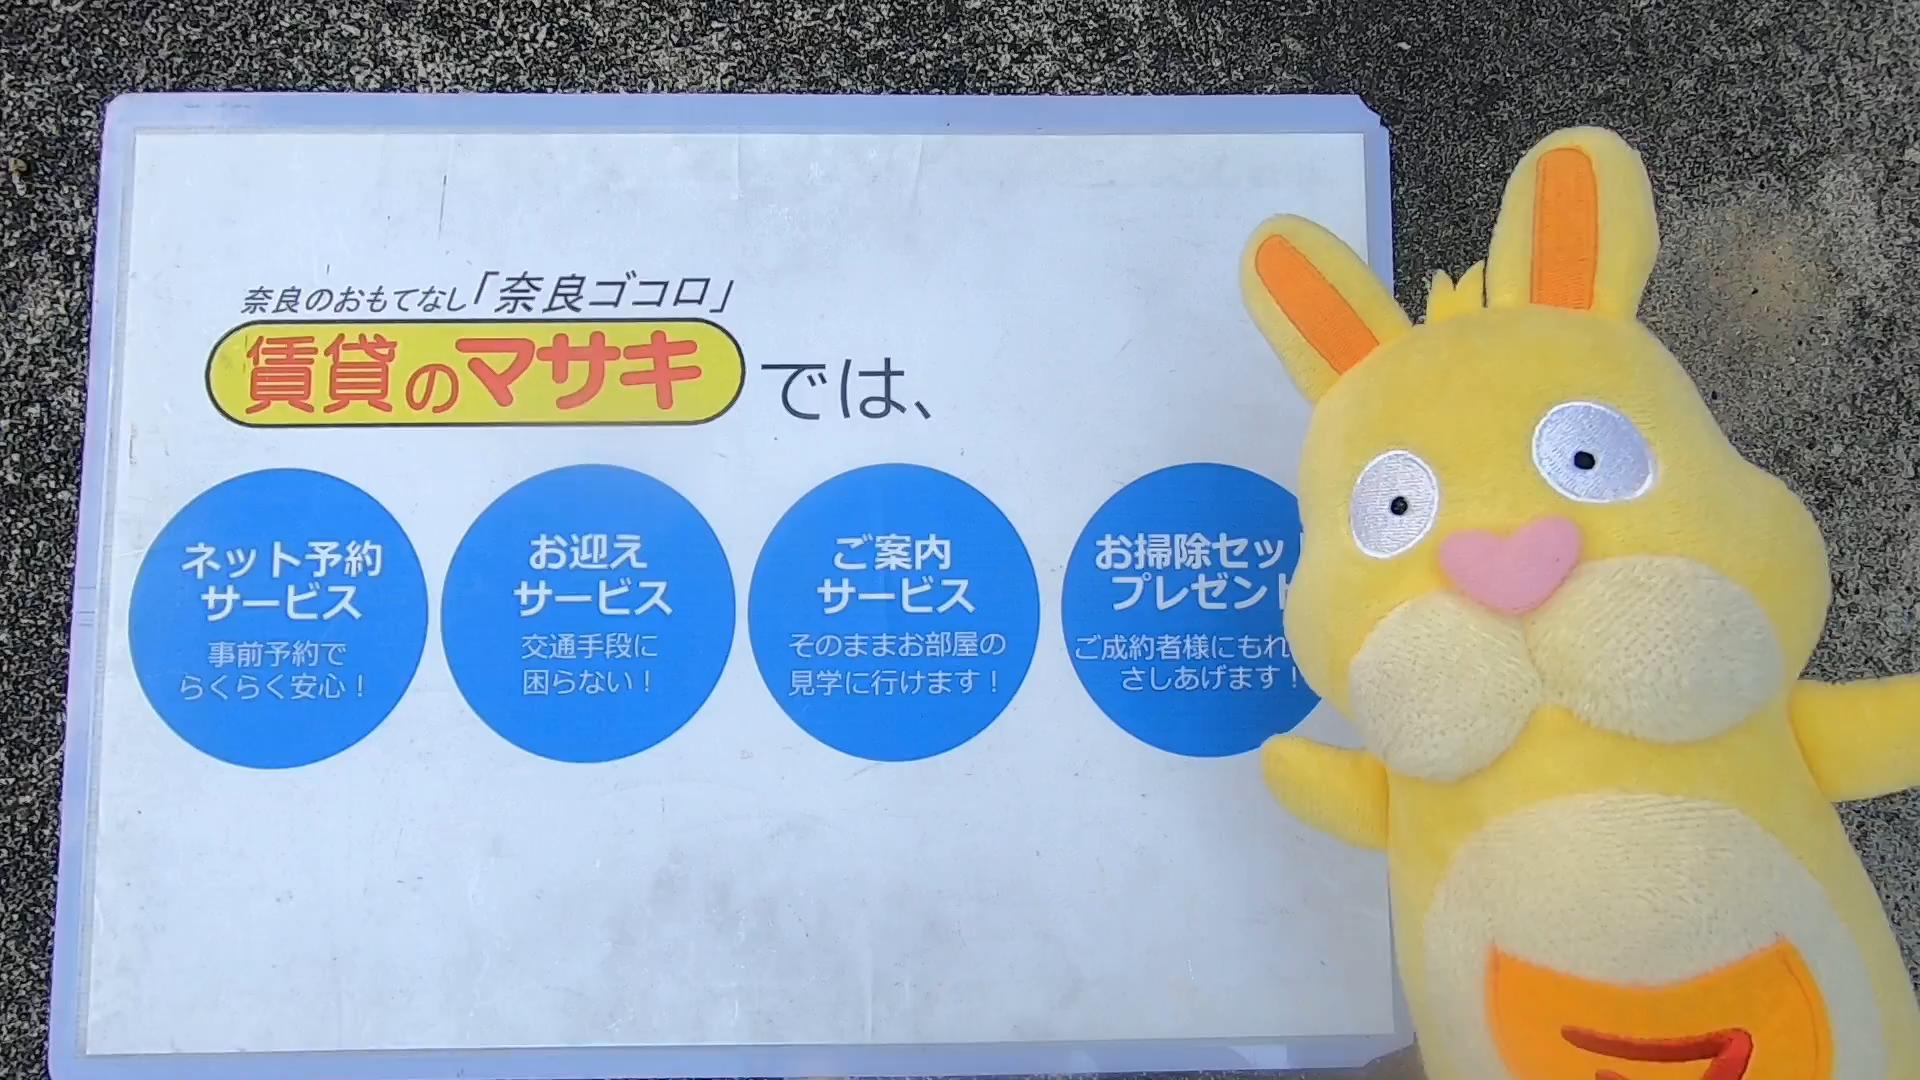 奈良のおもてなし「奈良ゴコロ」
賃貸のマサキでは、
ネット予約
サービス
事前予約で
らくらく安心！
お迎え
サービス
交通手段に
困らない！
ご案内
サービス
そのままお部屋の
見学に行けます！
お掃除セット
プレゼント
ご成約者様にもれ
さしあげます！
マ